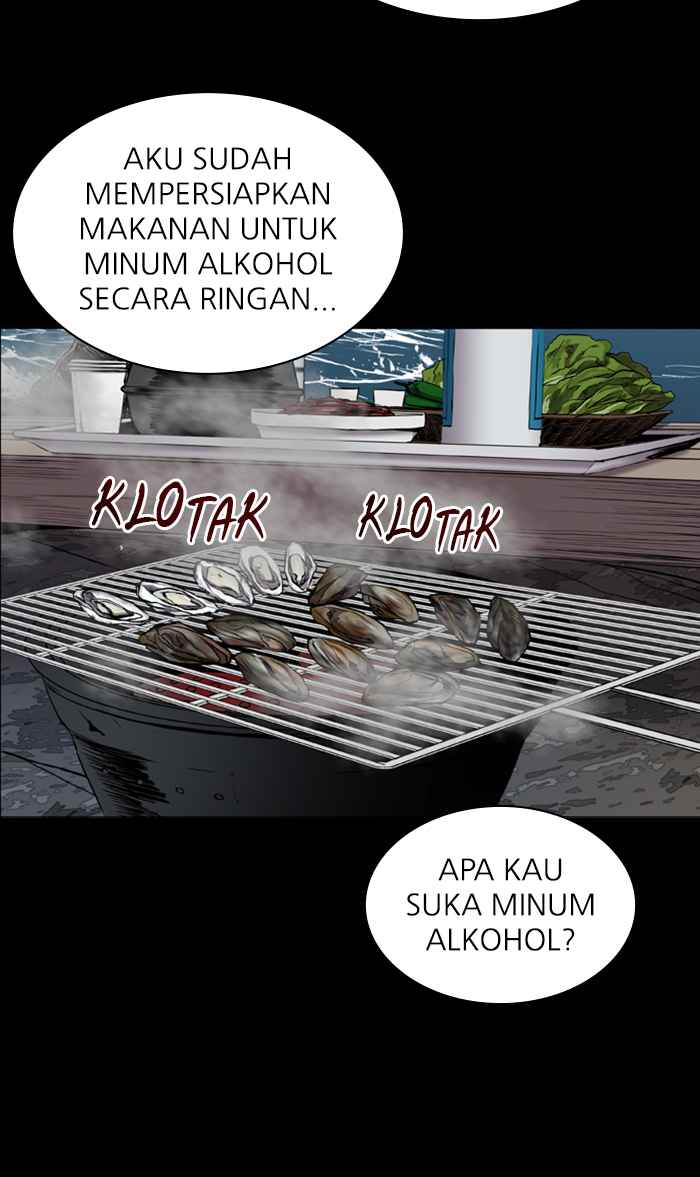 AKU SUDAH
MEMPERSIAPKAN
MAKANAN UNTUK
MINUM ALKOHOL
SECARA RINGAN...
KLOTAK
KLOTAK
APA KAU
SUKA MINUM
ALKOHOL?